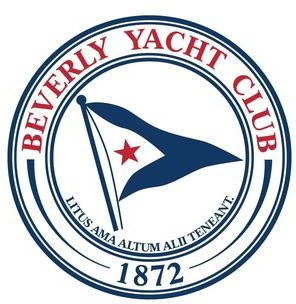 BEVERLY YACHT CLUB
LITUS AMA ALTUM ALII TENEANT.
1872